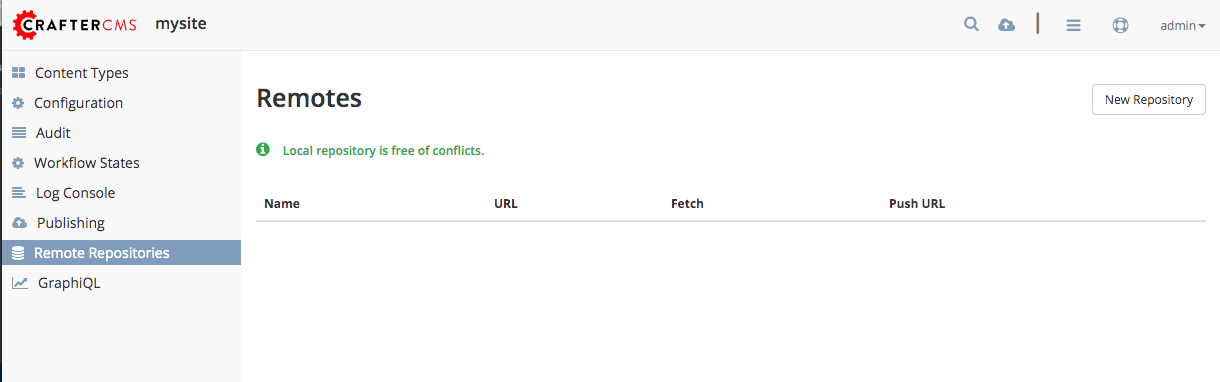 CRAFTERCMS mysite admin
Content Types
Configuration
Audit
Workflow States
Log Console
Publishing
Remote Repositories
GraphiQL
Remotes
New Repository
Local repository is free of conflicts.
Name URL Fetch Push URL